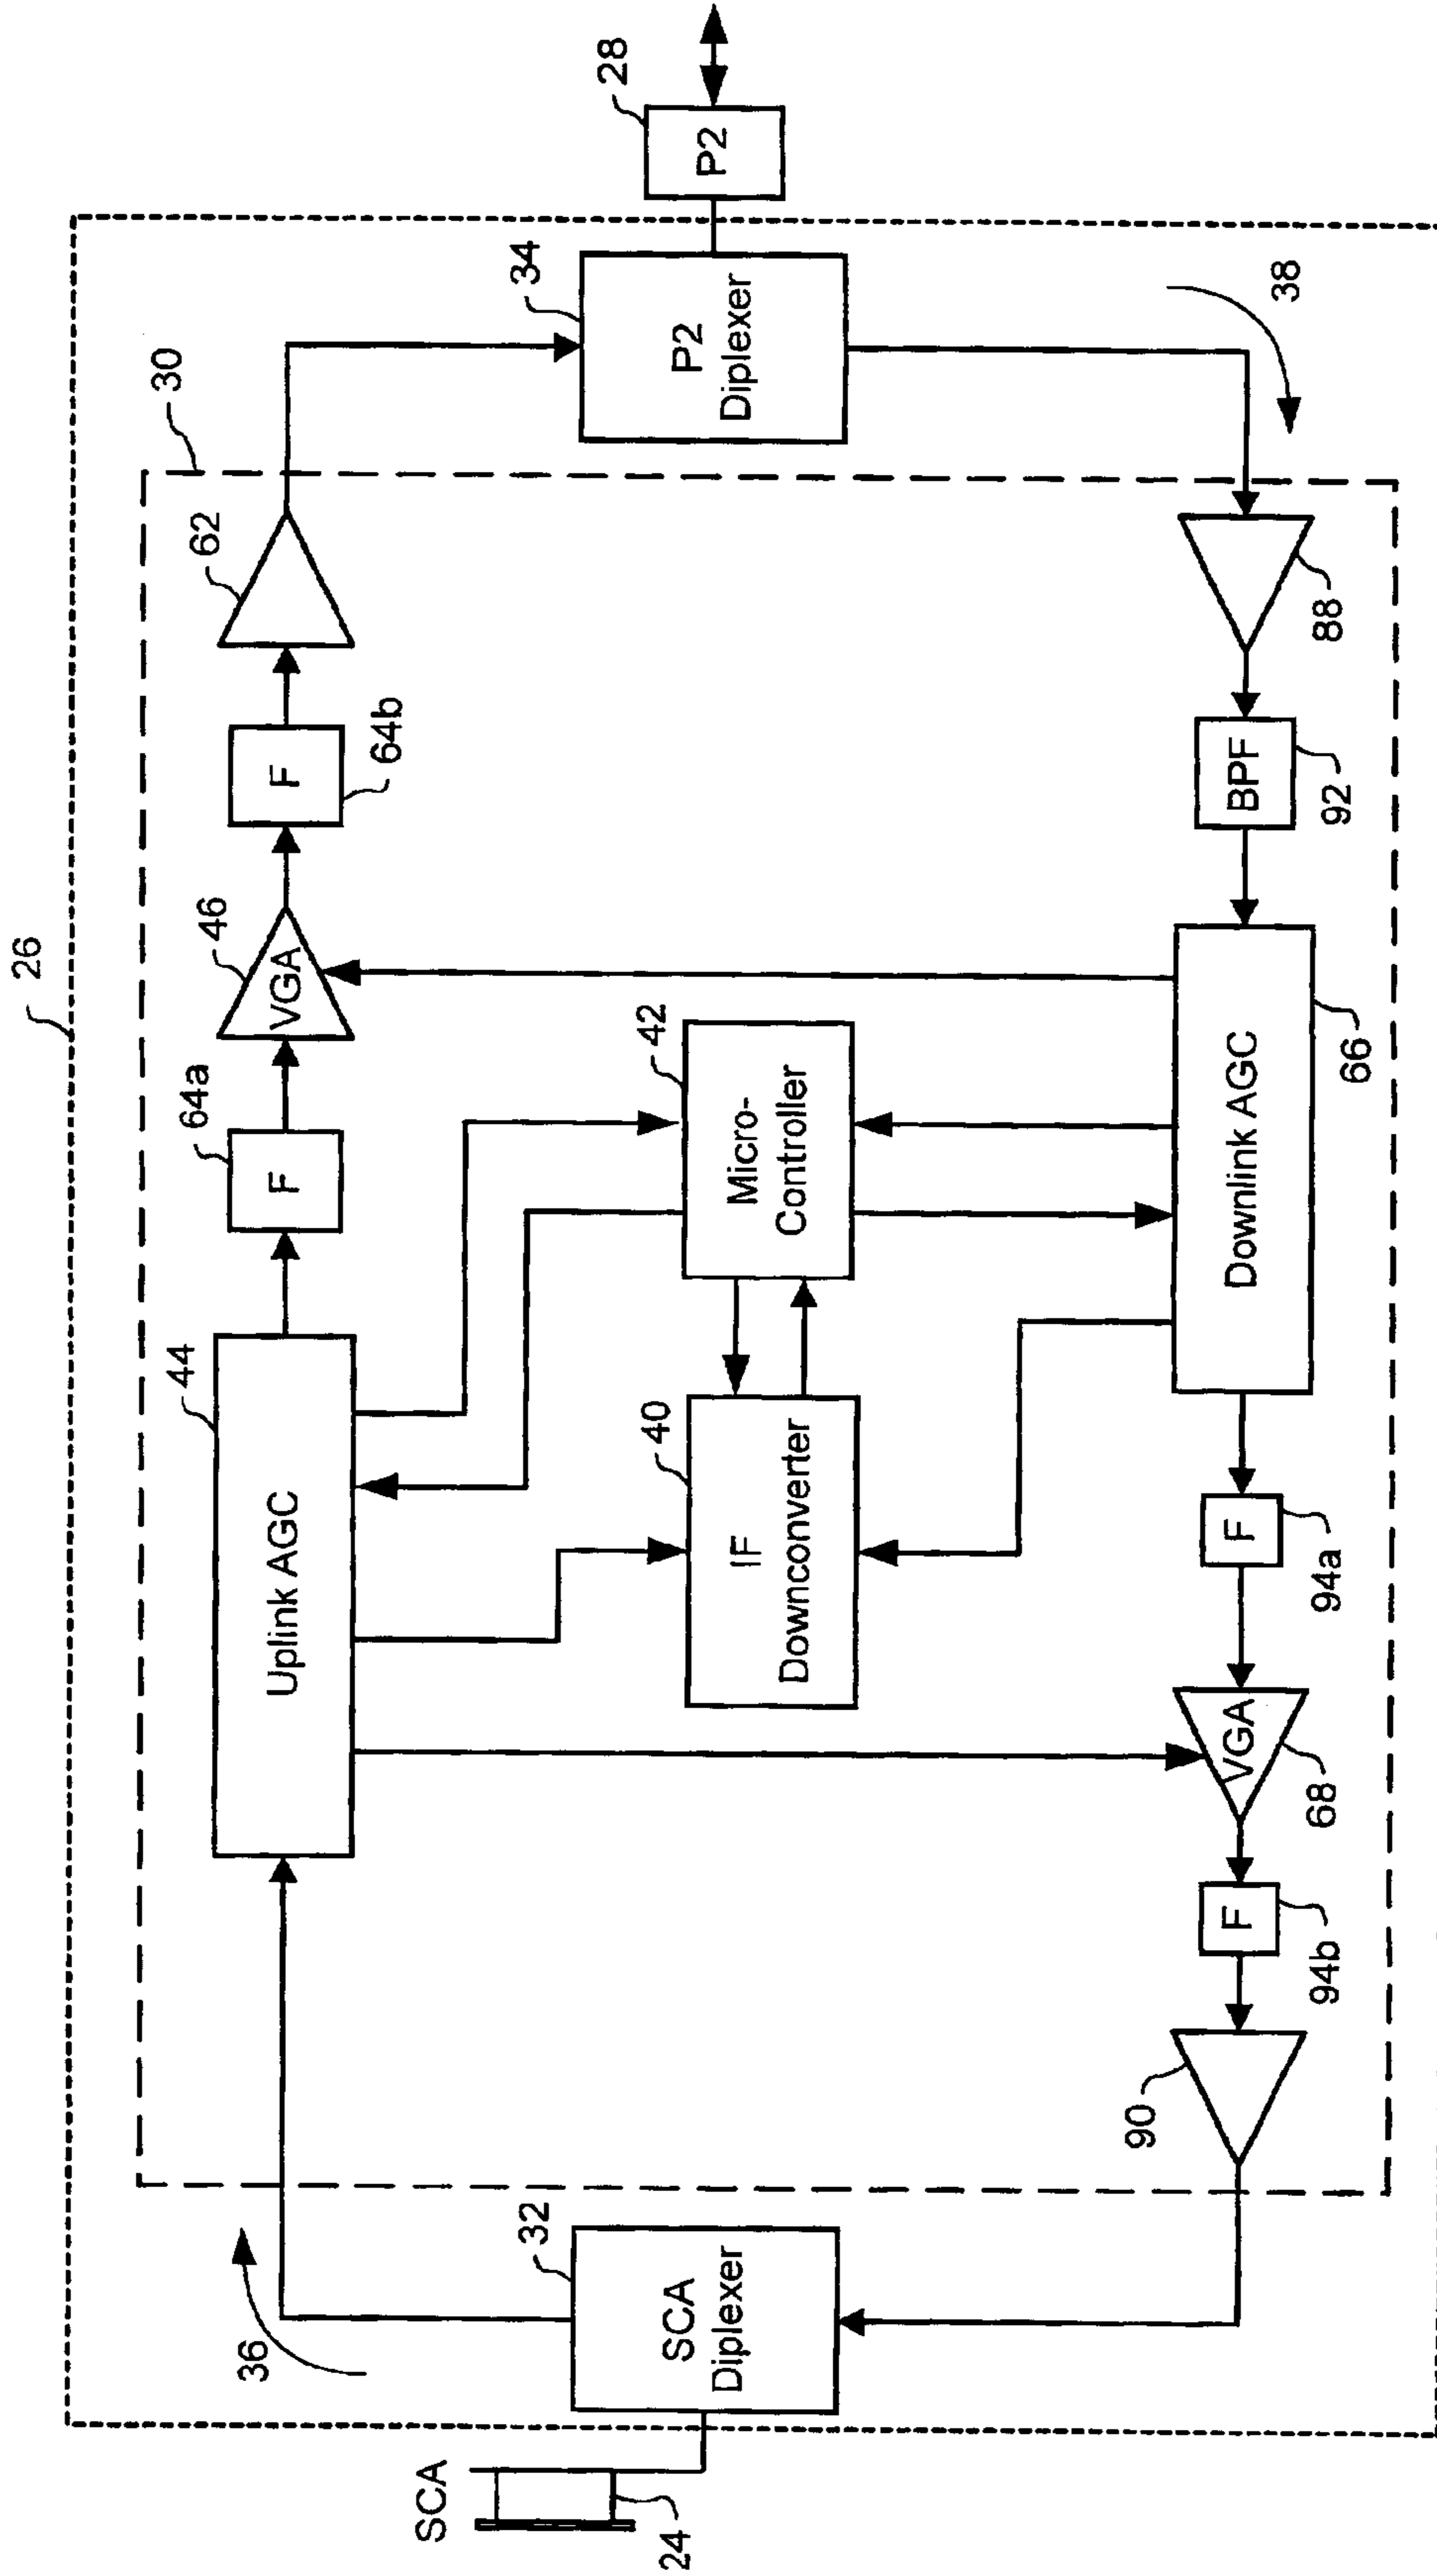 26
30
SCA
24
SCA
Diplexer
32
36
Uplink AGC
44
F
64a
VGA
46
F
64b
62
P2
Diplexer
34
P2
28
38
IF
Downconverter
40
Micro-
Controller
42
90
F
94b
VGA
68
F
94a
Downlink AGC
66
BPF
92
88